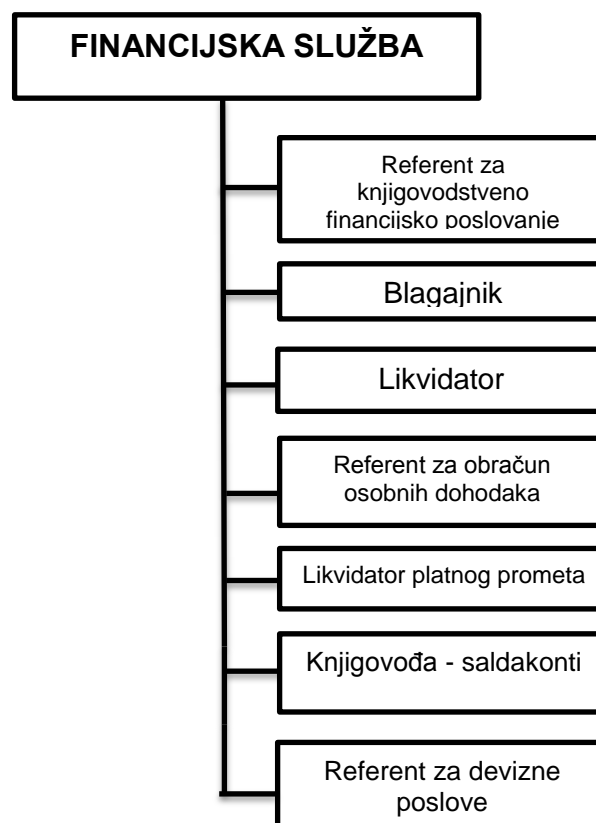 FINANCIJSKA SLUŽBA
Referent za
knjigovodstveno
financijsko poslovanje
Blagajnik
Likvidator
Referent za obračun
osobnih dohodaka
Likvidator platnog prometa
Knjigovođa - saldakonti
Referent za devizne
poslove